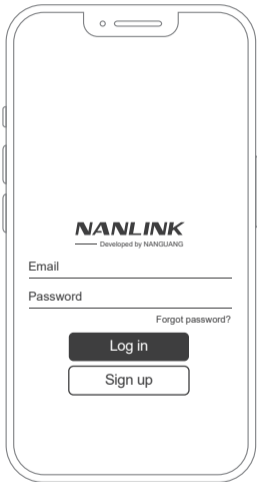 NANLINK
Developed by NANGUANG
Email
Password
Forgot password?
Log in
Sign up